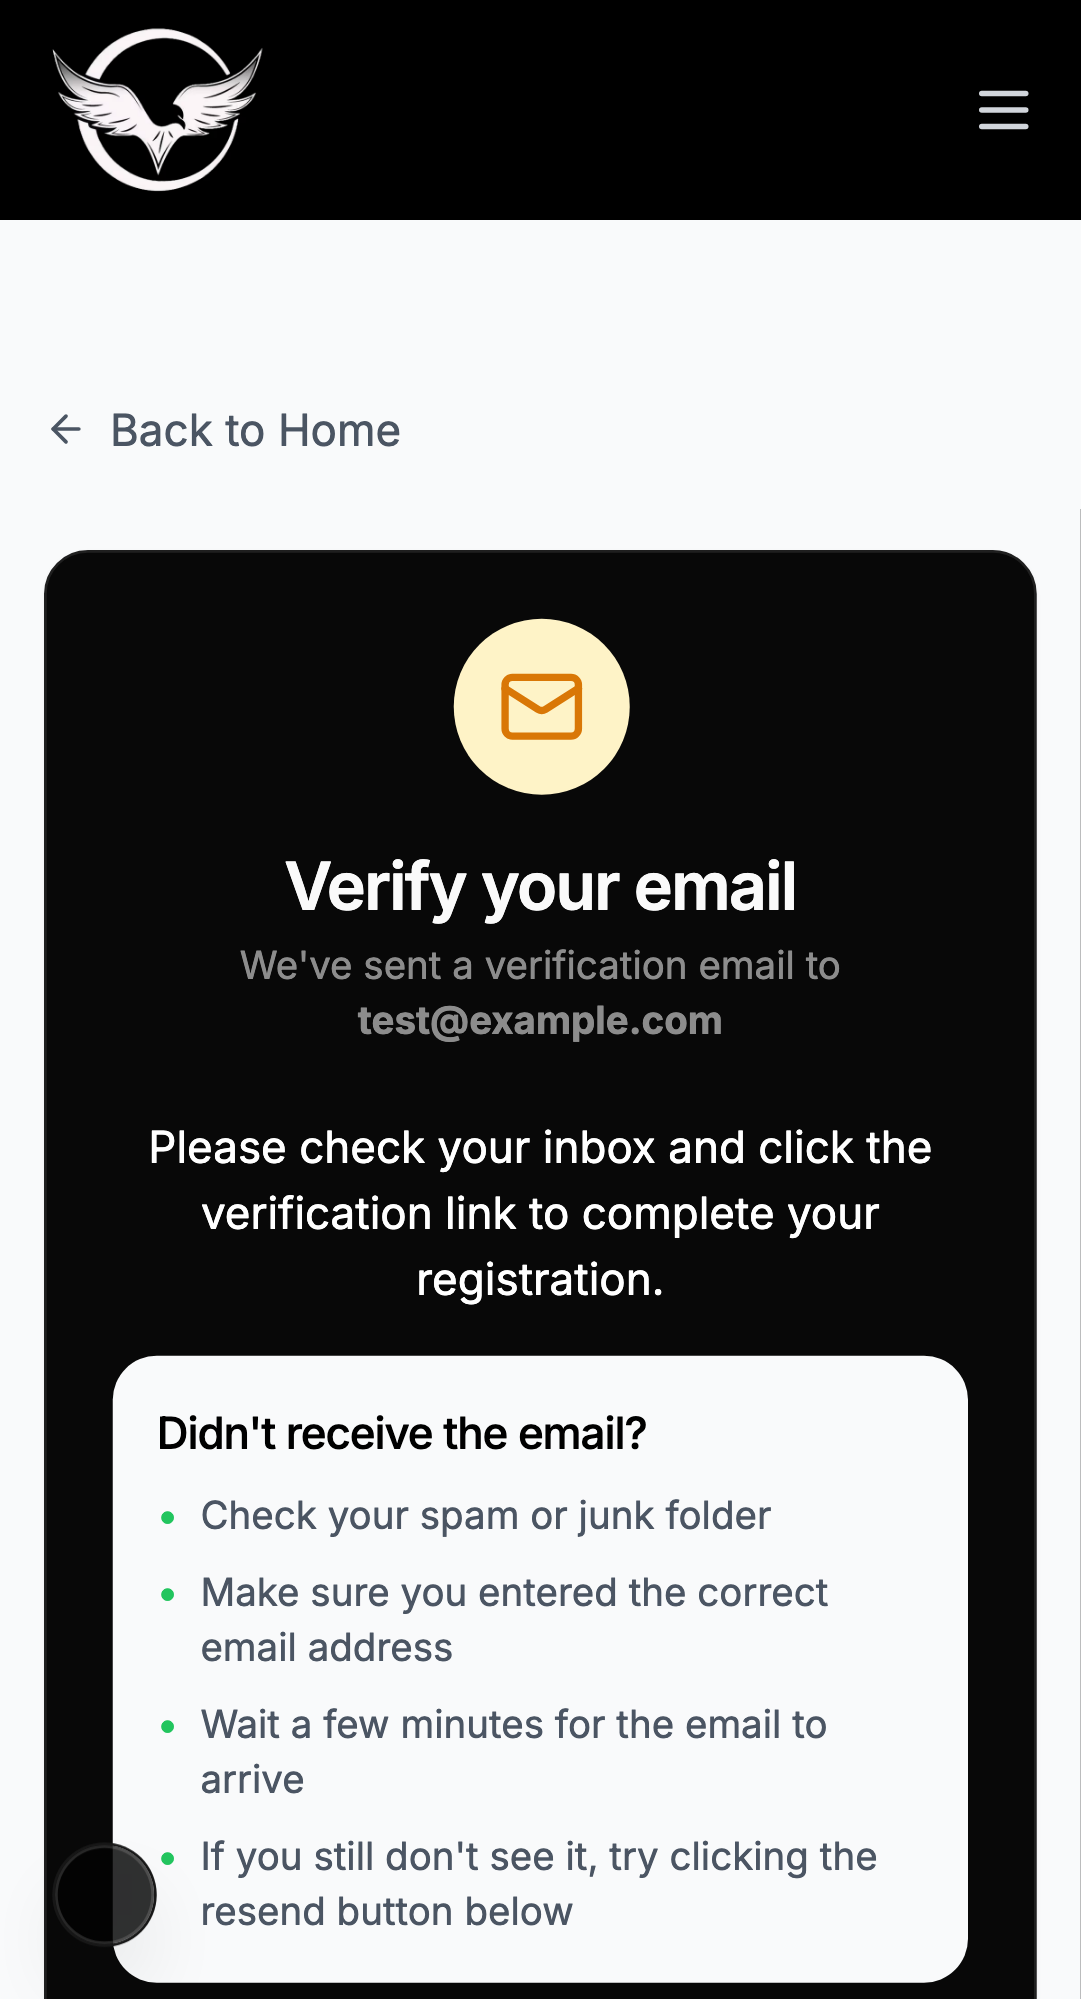 Back to Home
Verify your email
We've sent a verification email to
test@example.com
Please check your inbox and click the
verification link to complete your
registration.
Didn't receive the email?
Check your spam or junk folder
Make sure you entered the correct
email address
Wait a few minutes for the email to
arrive
If you still don't see it, try clicking the
resend button below